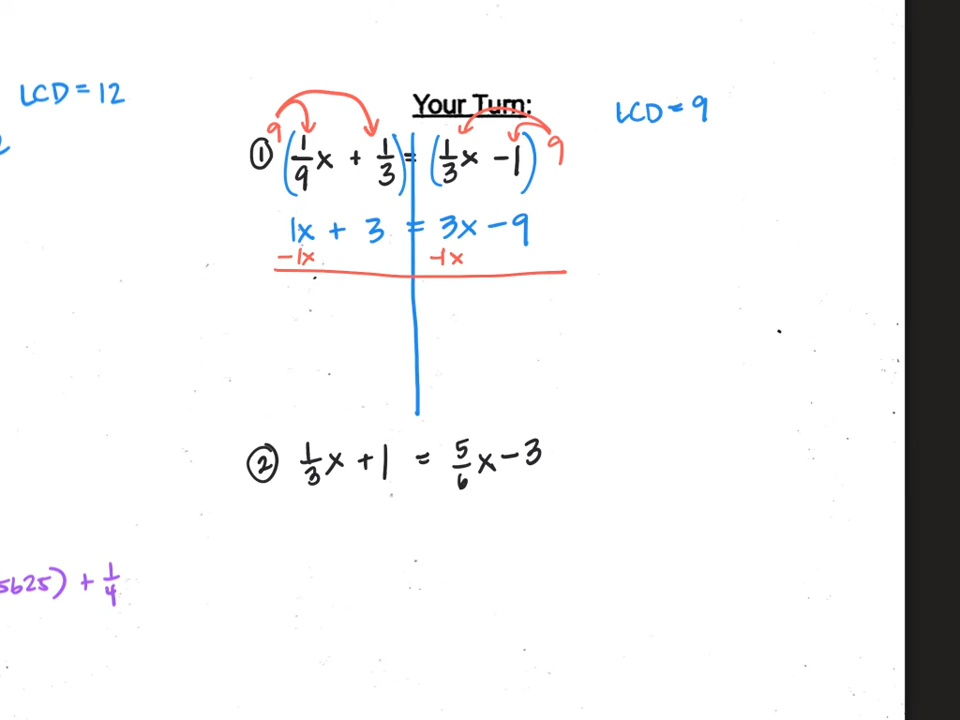 LCD = 12
Your Turn:
LCD = 9
① 9(1/9x + 1/3) = (1/3x - 1)9
1x + 3 = 3x - 9
-1x -1x
② 1/3x + 1 = 5/6x - 3
5625) + 1/4